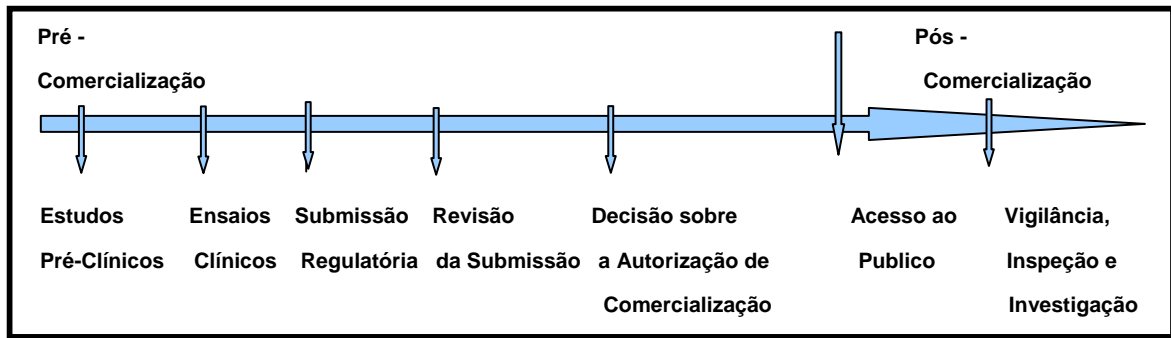 Pré -
Comercialização
Pós -
Comercialização
Estudos
Pré-Clínicos
Ensaios
Clínicos
Submissão
Regulatória
Revisão
da Submissão
Decisão sobre
a Autorização de
Comercialização
Acesso ao
Publico
Vigilância,
Inspeção e
Investigação